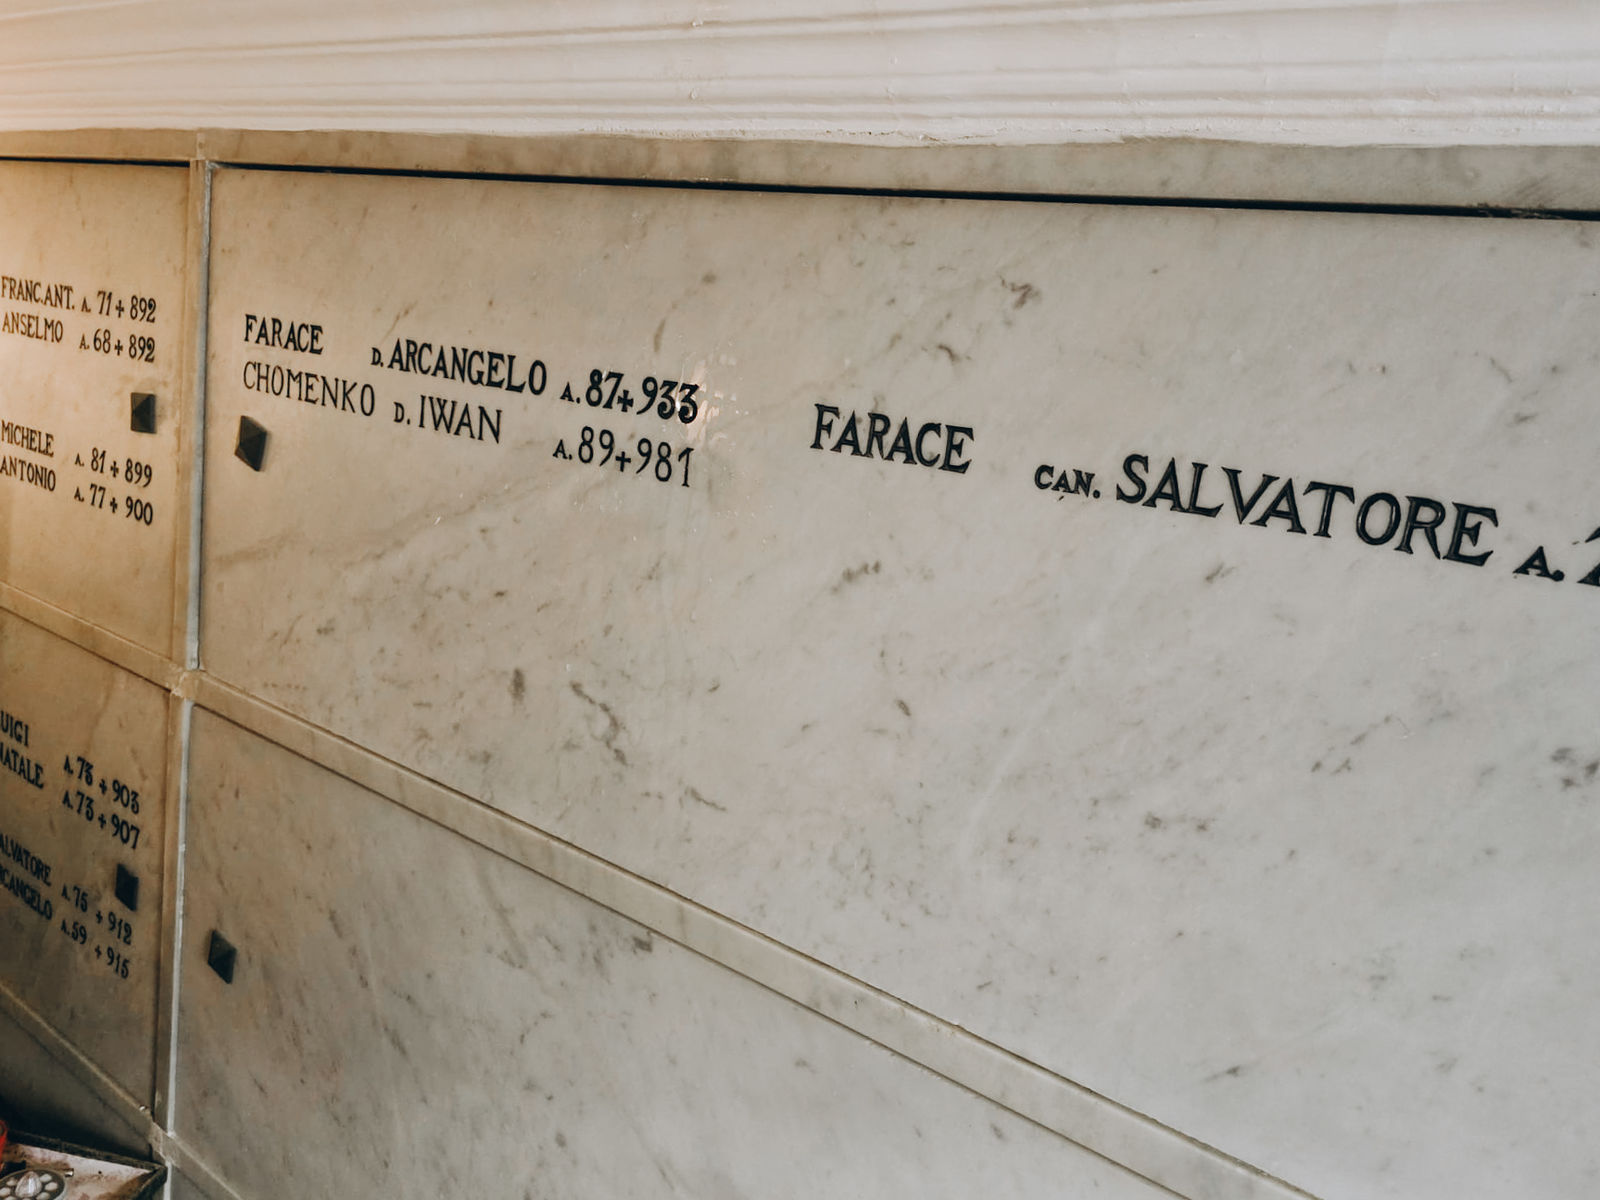 FRANC.ANT. A. 71+892
ANSELMO A. 68+892
MICHELE A. 81+899
ANTONIO A. 77+900
A. 73+903
A. 73+907
A. 75+912
A. 59+915
FARACE D. ARCANGELO A. 87+933
CHOMENKO D. IWAN A. 89+981
FARACE CAN. SALVATORE A.